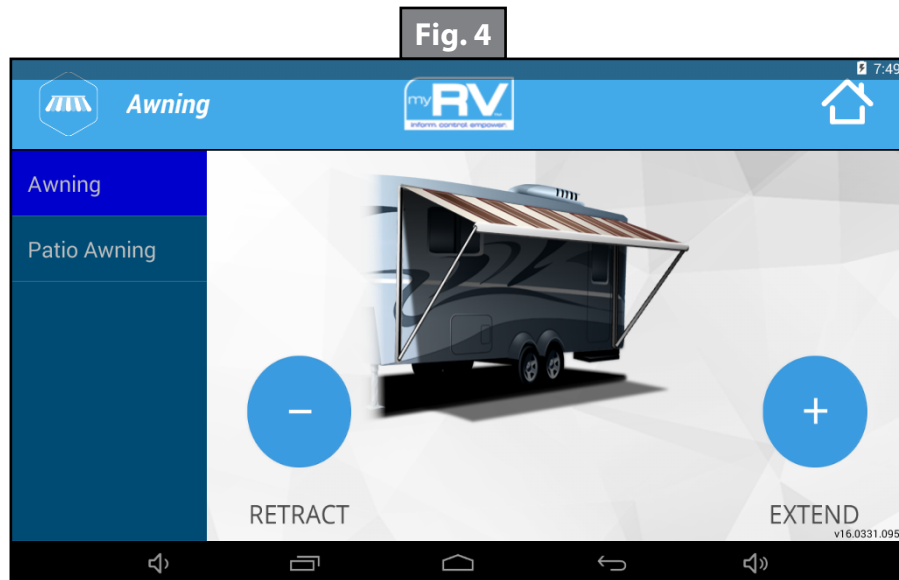 Fig. 4
7:49
Awning
myRV
inform. control. empower.
Awning
Patio Awning
−
+
RETRACT
EXTEND
v16.0331.095